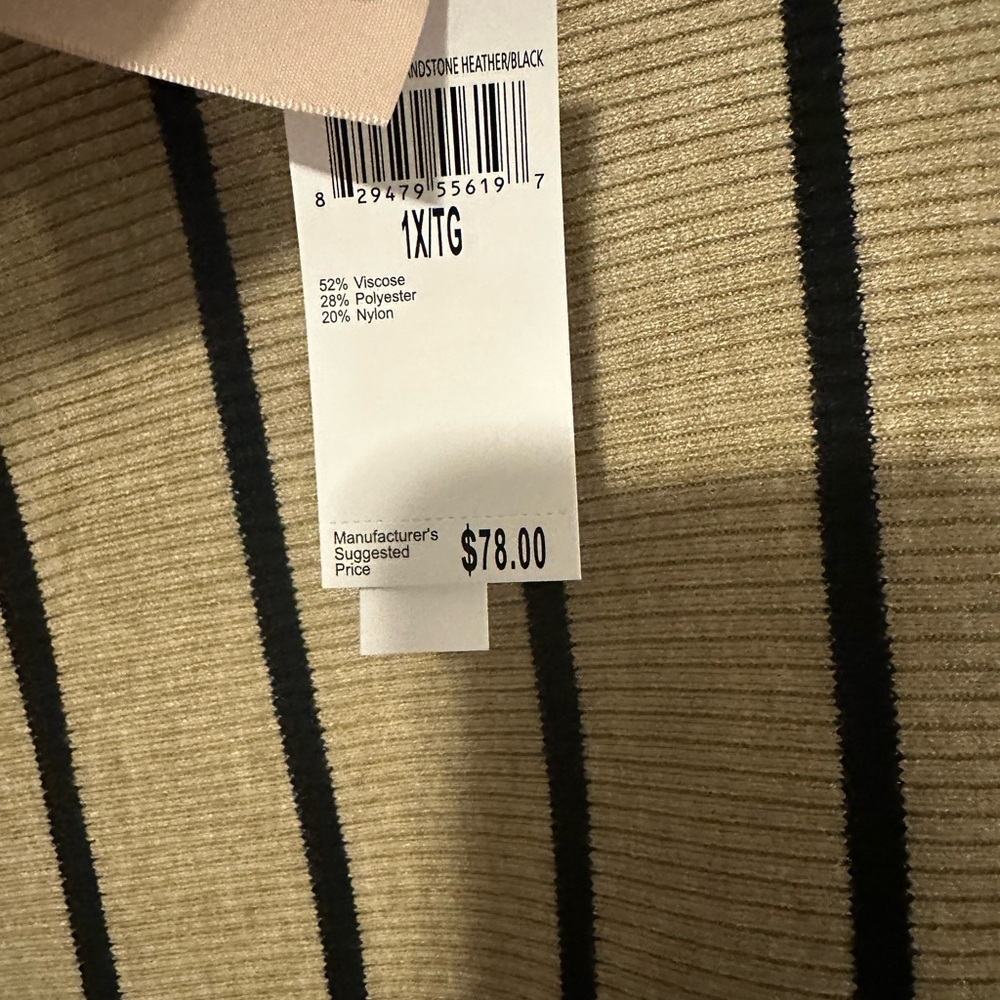 HEATHER/BLACK
8 29479 55619 7
1X/TG
52% Viscose
28% Polyester
20% Nylon
Manufacturer's
Suggested
Price
$78.00